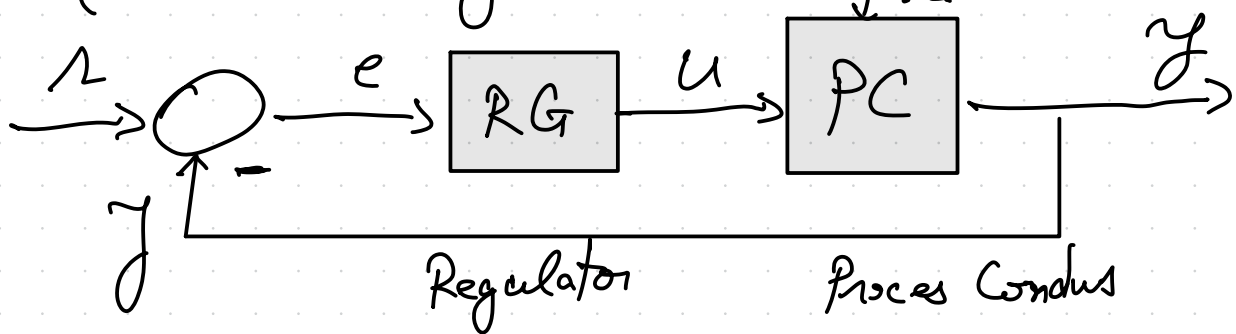 r e RG u PC y
y -
Regulator Proces Condus